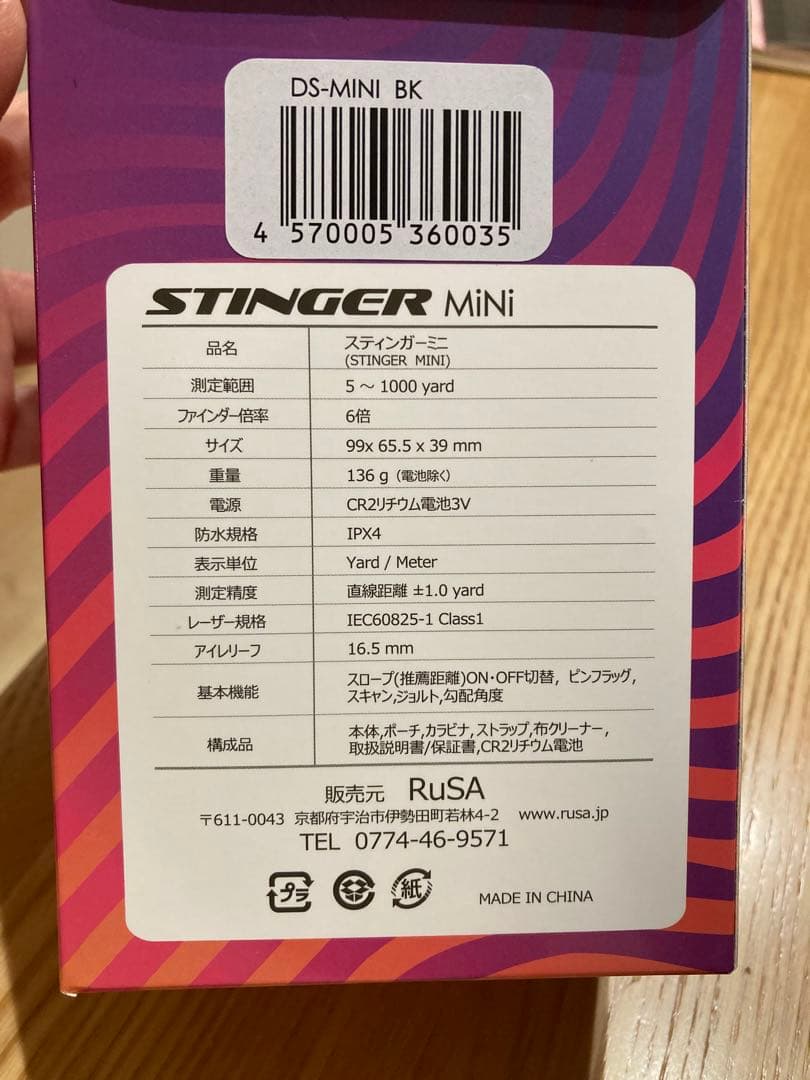 DS-MINI BK
4 570005 360035
STINGER MiNi
品名 スティンガーミニ
(STINGER MINI)
測定範囲 5 ～ 1000 yard
ファインダー倍率 6倍
サイズ 99x 65.5 x 39 mm
重量 136 g（電池除く）
電源 CR2リチウム電池3V
防水規格 IPX4
表示単位 Yard / Meter
測定精度 直線距離 ±1.0 yard
レーザー規格 IEC60825-1 Class1
アイレリーフ 16.5 mm
基本機能 スロープ(推薦距離)ON・OFF切替, ピンフラッグ,
スキャン,ジョルト,勾配角度
構成品 本体,ポーチ,カラビナ,ストラップ,布クリーナー,
取扱説明書/保証書,CR2リチウム電池
販売元 RuSA
〒611-0043 京都府宇治市伊勢田町若林4-2 www.rusa.jp
TEL 0774-46-9571
プラ 紙 MADE IN CHINA